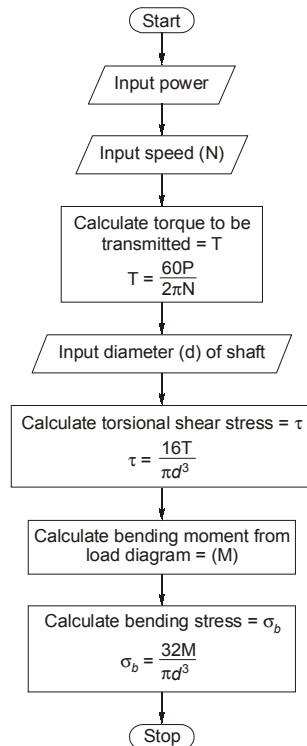 Start
Input power
Input speed (N)
Calculate torque to be
transmitted = T
T = 60P / 2πN
Input diameter (d) of shaft
Calculate torsional shear stress = τ
τ = 16T / πd³
Calculate bending moment from
load diagram = (M)
Calculate bending stress = σb
σb = 32M / πd³
Stop